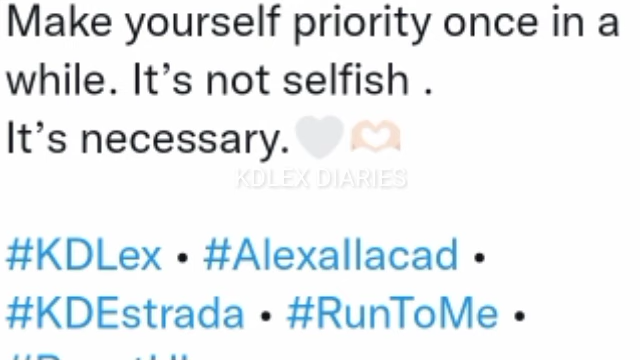 Make yourself priority once in a
while. It’s not selfish .
It’s necessary.🤍🫶🏻
KDLEX DIARIES
#KDLex • #AlexaIlacad •
#KDEstrada • #RunToMe •